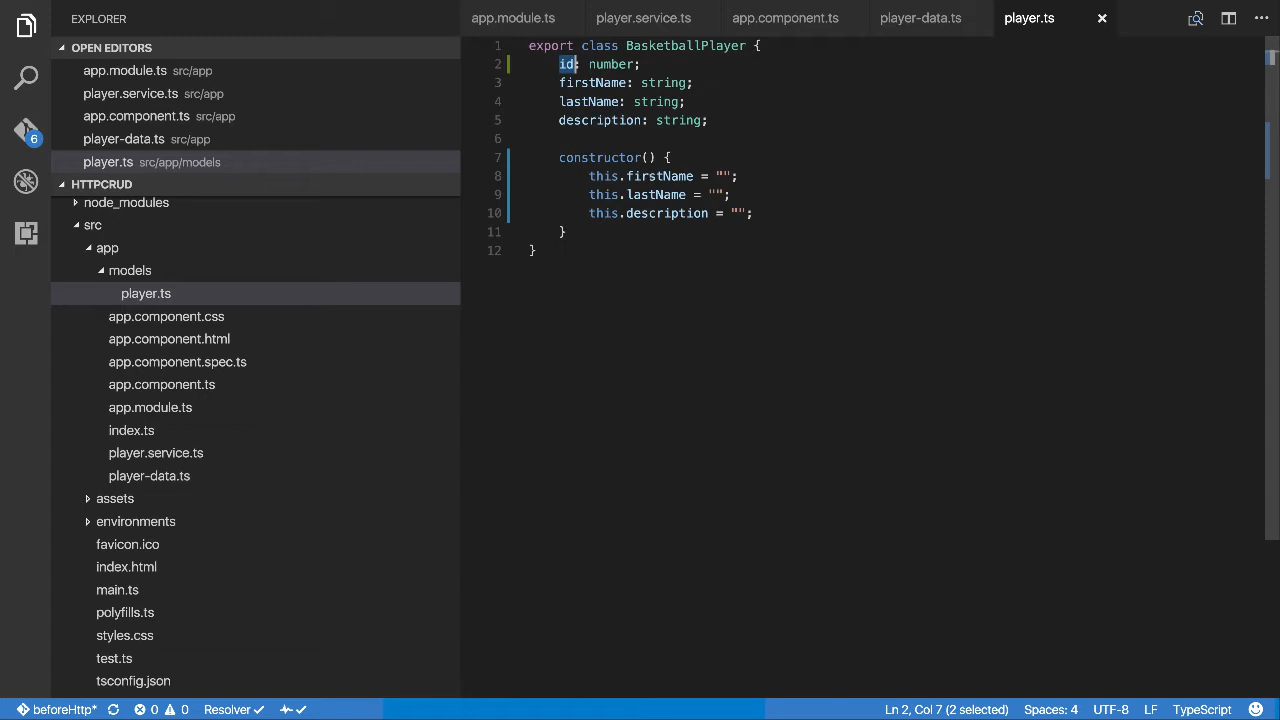 EXPLORER
OPEN EDITORS
app.module.ts src/app
player.service.ts src/app
app.component.ts src/app
player-data.ts src/app
player.ts src/app/models
HTTPCRUD
node_modules
src
app
models
player.ts
app.component.css
app.component.html
app.component.spec.ts
app.component.ts
app.module.ts
index.ts
player.service.ts
player-data.ts
assets
environments
favicon.ico
index.html
main.ts
polyfills.ts
styles.css
test.ts
tsconfig.json
6
app.module.ts player.service.ts app.component.ts player-data.ts player.ts
1 export class BasketballPlayer {
2 id: number;
3 firstName: string;
4 lastName: string;
5 description: string;
6
7 constructor() {
8 this.firstName = "";
9 this.lastName = "";
10 this.description = "";
11 }
12 }
beforeHttp* 0 0 Resolver Ln 2, Col 7 (2 selected) Spaces: 4 UTF-8 LF TypeScript